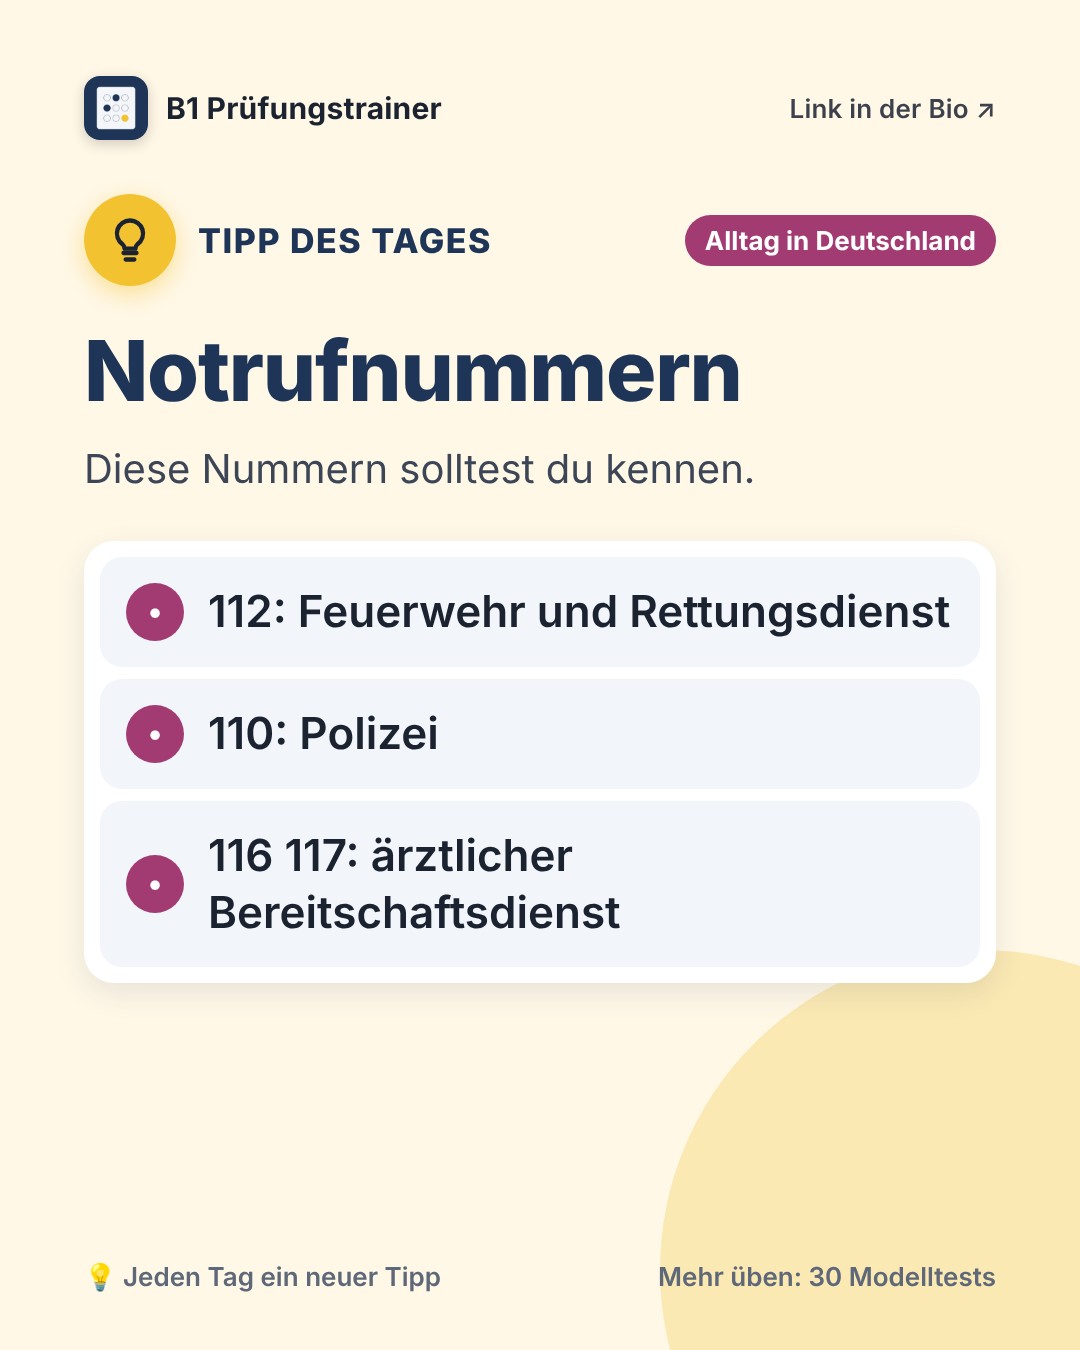 B1 Prüfungstrainer
Link in der Bio ↗
TIPP DES TAGES
Alltag in Deutschland
Notrufnummern
Diese Nummern solltest du kennen.
112: Feuerwehr und Rettungsdienst
110: Polizei
116 117: ärztlicher
Bereitschaftsdienst
💡 Jeden Tag ein neuer Tipp
Mehr üben: 30 Modelltests